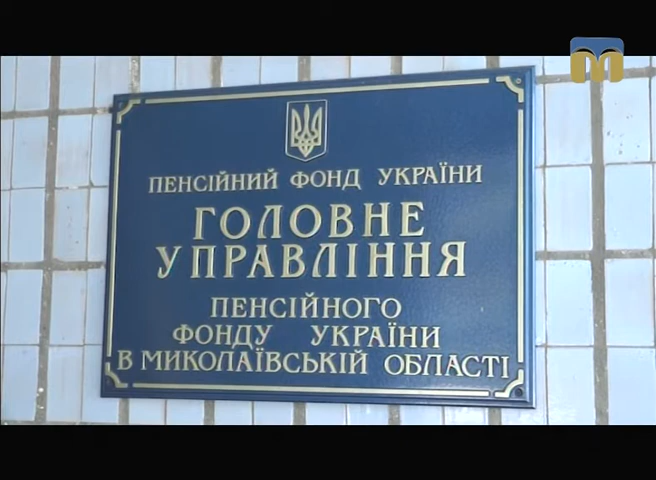 ПЕНСІЙНИЙ ФОНД УКРАЇНИ
ГОЛОВНЕ
УПРАВЛІННЯ
ПЕНСІЙНОГО
ФОНДУ УКРАЇНИ
В МИКОЛАЇВСЬКІЙ ОБЛАСТІ